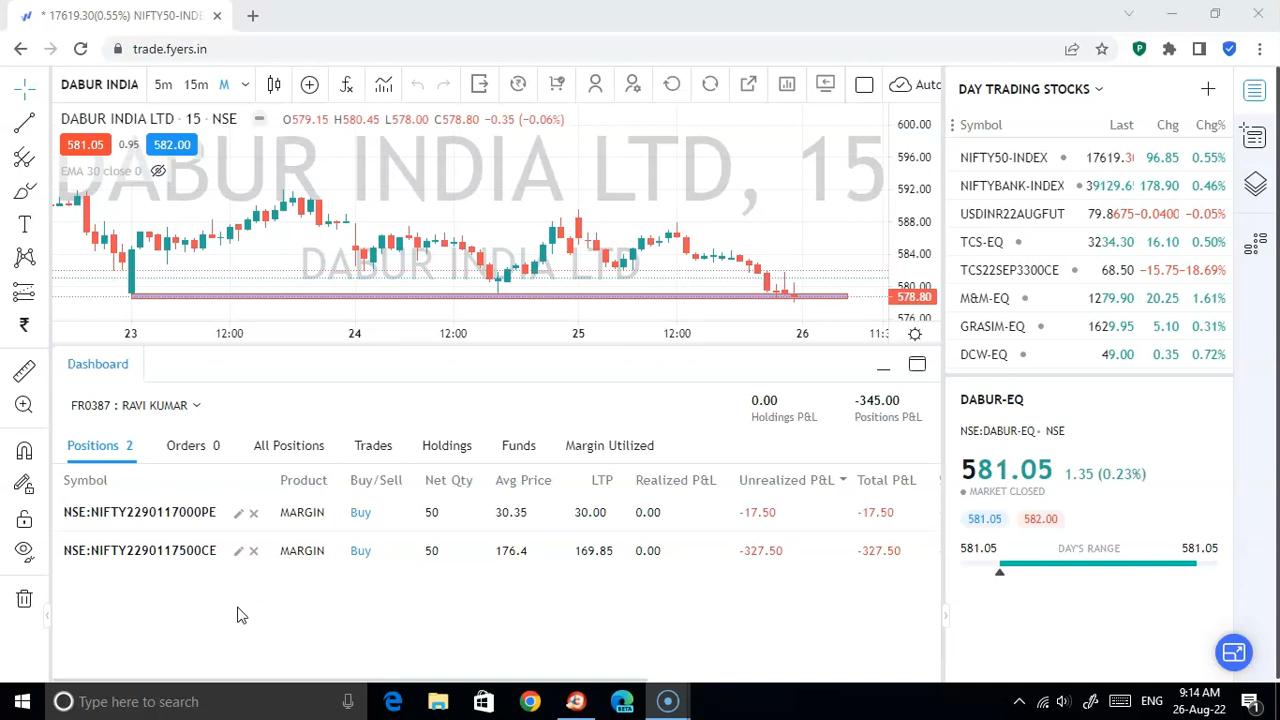 * 17619.30(0.55%) NIFTY50-INDE
trade.fyers.in
DABUR INDIA 5m 15m M Auto
DABUR INDIA LTD · 15 · NSE O579.15 H580.45 L578.00 C578.80 -0.35 (-0.06%)
581.05 0.95 582.00
EMA 30 close 0
DABUR INDIA LTD, 15
DABUR INDIA LTD
600.00
596.00
592.00
588.00
584.00
580.00
578.80
576.00
23 12:00 24 12:00 25 12:00 26 11:3
DAY TRADING STOCKS
Symbol Last Chg Chg%
NIFTY50-INDEX 17619.30 96.85 0.55%
NIFTYBANK-INDEX 39129.6 178.90 0.46%
USDINR22AUGFUT 79.8675 -0.0400 -0.05%
TCS-EQ 3234.30 16.10 0.50%
TCS22SEP3300CE 68.50 -15.75 -18.69%
M&M-EQ 1279.90 20.25 1.61%
GRASIM-EQ 1629.95 5.10 0.31%
DCW-EQ 49.00 0.35 0.72%
Dashboard
FR0387 : RAVI KUMAR
0.00 -345.00
Holdings P&L Positions P&L
Positions 2 Orders 0 All Positions Trades Holdings Funds Margin Utilized
Symbol Product Buy/Sell Net Qty Avg Price LTP Realized P&L Unrealized P&L Total P&L
NSE:NIFTY2290117000PE MARGIN Buy 50 30.35 30.00 0.00 -17.50 -17.50
NSE:NIFTY2290117500CE MARGIN Buy 50 176.4 169.85 0.00 -327.50 -327.50
DABUR-EQ
NSE:DABUR-EQ • NSE
581.05 1.35 (0.23%)
MARKET CLOSED
581.05 582.00
581.05 DAY'S RANGE 581.05
Type here to search
BETA
ENG
9:14 AM
26-Aug-22
1